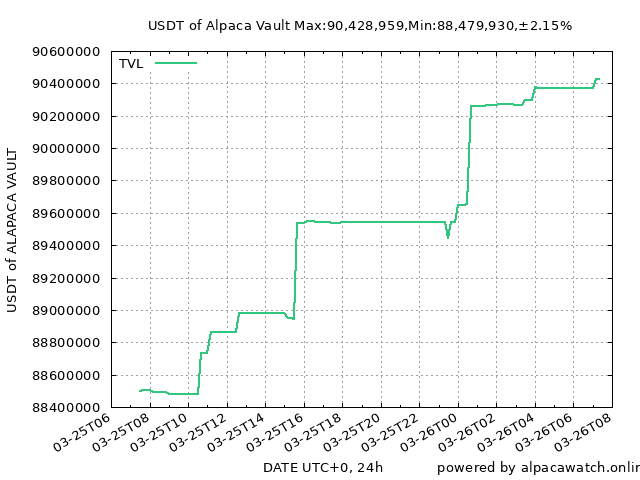 USDT of Alpaca Vault Max:90,428,959,Min:88,479,930,±2.15%
TVL
90600000
90400000
90200000
90000000
89800000
89600000
89400000
89200000
89000000
88800000
88600000
88400000
USDT of ALAPACA VAULT
03-25T06
03-25T08
03-25T10
03-25T12
03-25T14
03-25T16
03-25T18
03-25T20
03-25T22
03-26T00
03-26T02
03-26T04
03-26T06
03-26T08
DATE UTC+0, 24h
powered by alpacawatch.onlin